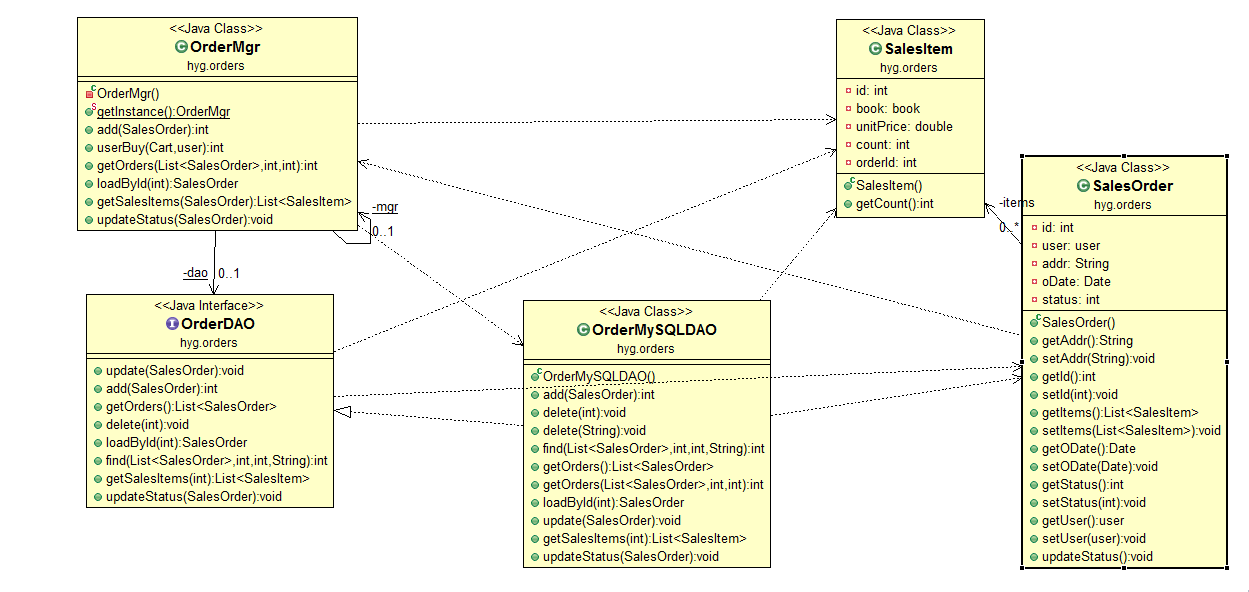 <<Java Class>>
OrderMgr
hyg.orders
OrderMgr()
getInstance():OrderMgr
add(SalesOrder):int
userBuy(Cart,user):int
getOrders(List<SalesOrder>,int,int):int
loadById(int):SalesOrder
getSalesItems(SalesOrder):List<SalesItem>
updateStatus(SalesOrder):void
-mgr
0..1
-dao 0..1
<<Java Interface>>
OrderDAO
hyg.orders
update(SalesOrder):void
add(SalesOrder):int
getOrders():List<SalesOrder>
delete(int):void
loadById(int):SalesOrder
find(List<SalesOrder>,int,int,String):int
getSalesItems(int):List<SalesItem>
updateStatus(SalesOrder):void
<<Java Class>>
OrderMySQLDAO
hyg.orders
OrderMySQLDAO()
add(SalesOrder):int
delete(int):void
delete(String):void
find(List<SalesOrder>,int,int,String):int
getOrders():List<SalesOrder>
getOrders(List<SalesOrder>,int,int):int
loadById(int):SalesOrder
update(SalesOrder):void
getSalesItems(int):List<SalesItem>
updateStatus(SalesOrder):void
<<Java Class>>
SalesItem
hyg.orders
id: int
book: book
unitPrice: double
count: int
orderId: int
SalesItem()
getCount():int
-items
0..*
<<Java Class>>
SalesOrder
hyg.orders
id: int
user: user
addr: String
oDate: Date
status: int
SalesOrder()
getAddr():String
setAddr(String):void
getId():int
setId(int):void
getItems():List<SalesItem>
setItems(List<SalesItem>):void
getODate():Date
setODate(Date):void
getStatus():int
setStatus(int):void
getUser():user
setUser(user):void
updateStatus():void